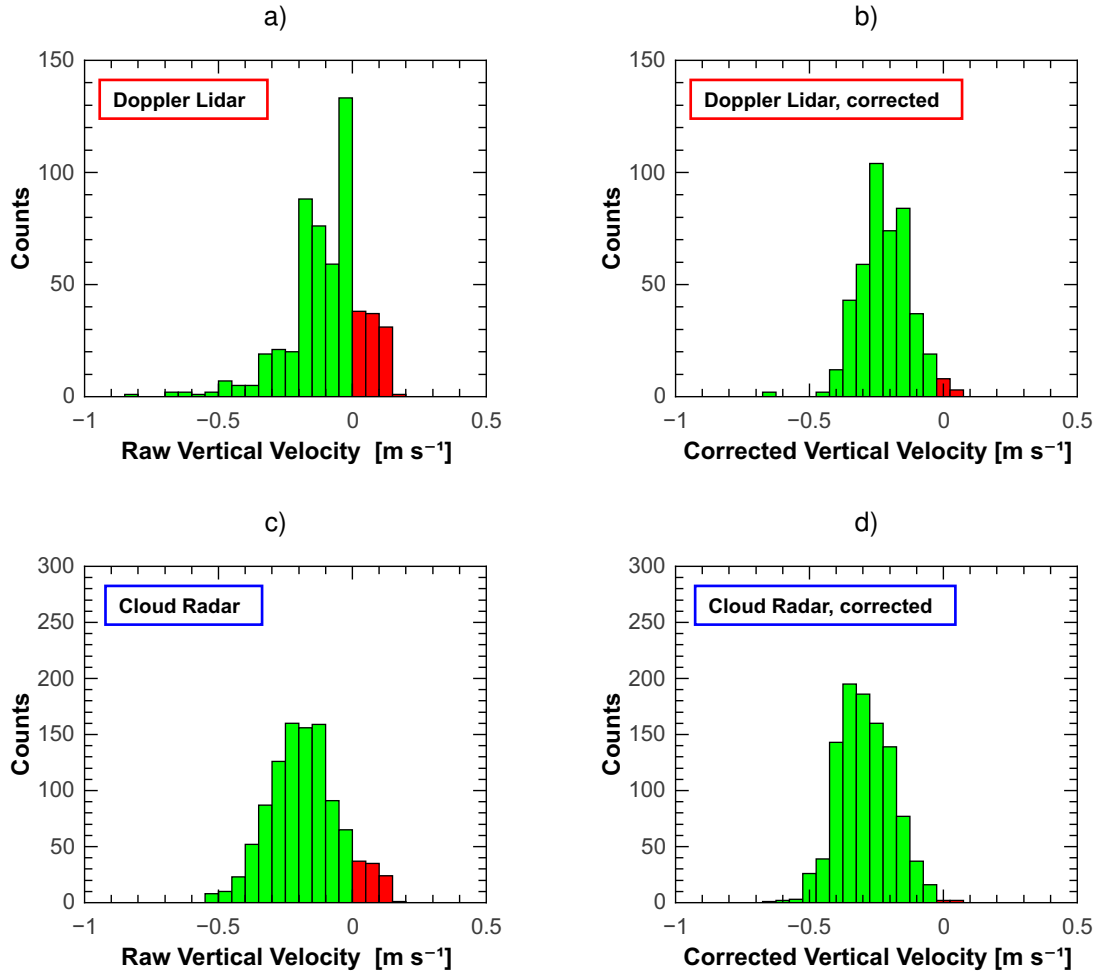 a)
150
100
50
0
Counts
Doppler Lidar
−1
−0.5
0
0.5
Raw Vertical Velocity [m s⁻¹]
b)
150
100
50
0
Counts
Doppler Lidar, corrected
−1
−0.5
0
0.5
Corrected Vertical Velocity [m s⁻¹]
c)
300
250
200
150
100
50
0
Counts
Cloud Radar
−1
−0.5
0
0.5
Raw Vertical Velocity [m s⁻¹]
d)
300
250
200
150
100
50
0
Counts
Cloud Radar, corrected
−1
−0.5
0
0.5
Corrected Vertical Velocity [m s⁻¹]